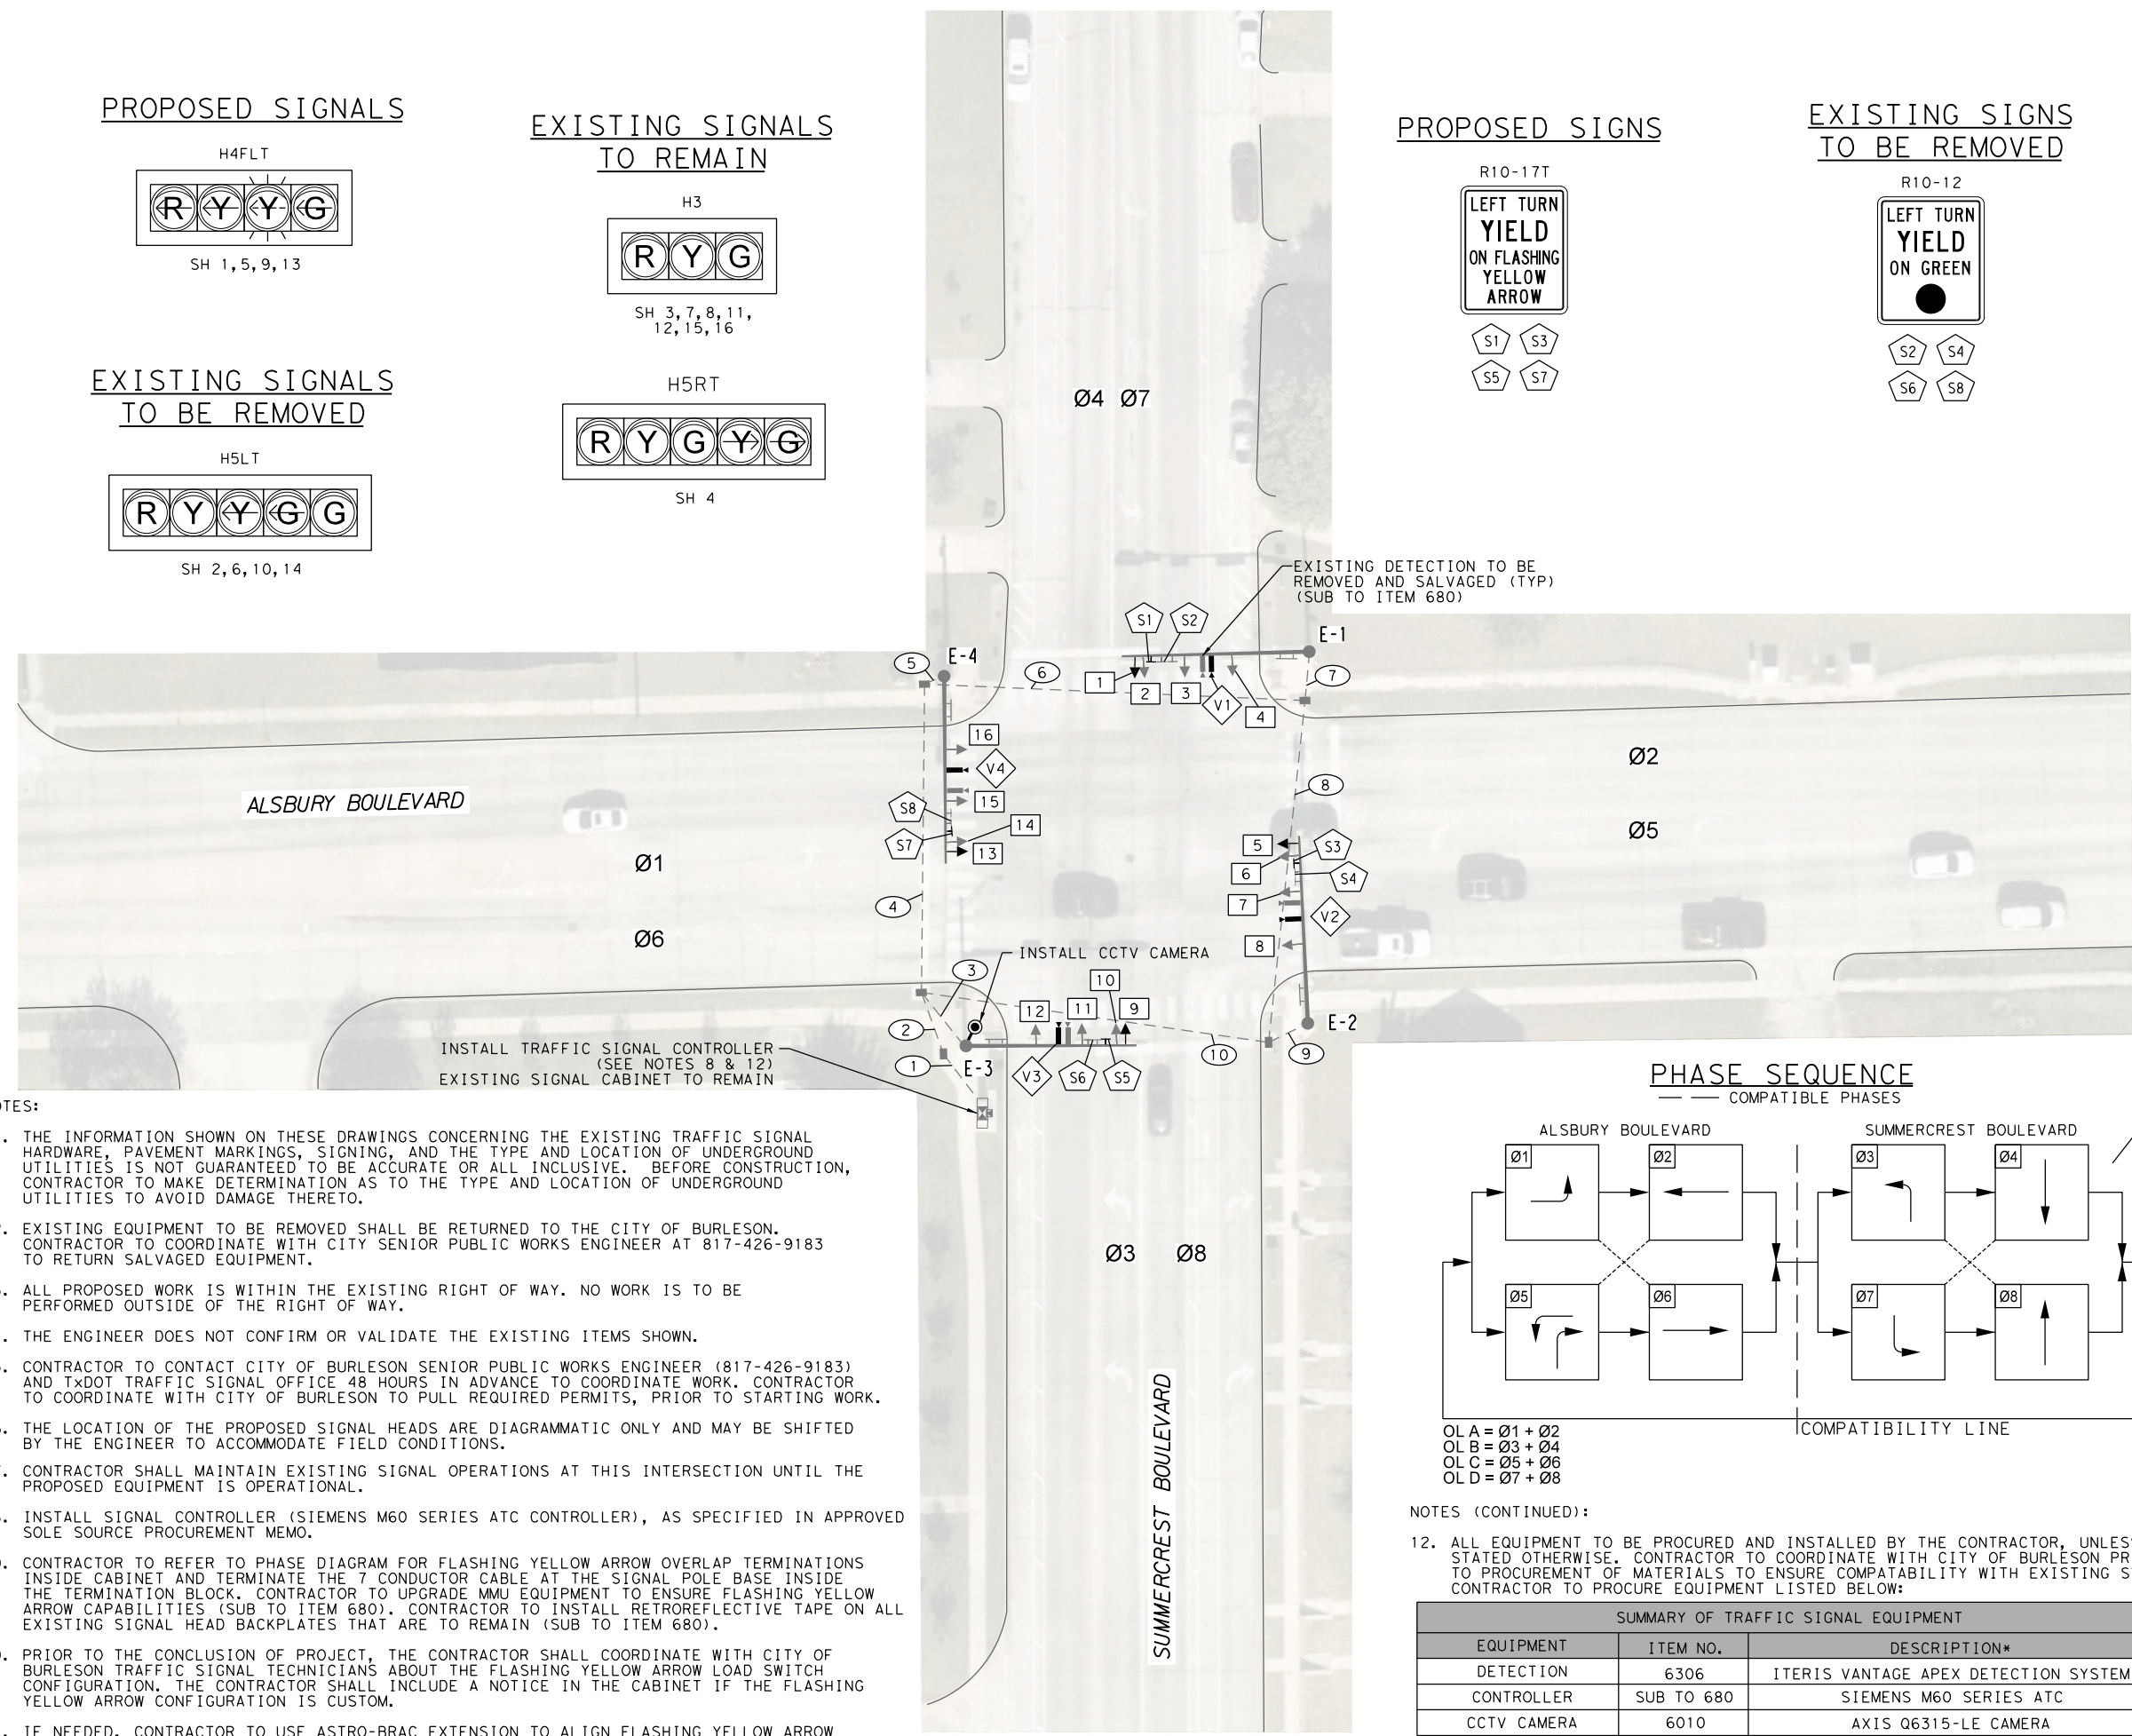 PROPOSED SIGNALS
H4FLT
R Y Y G
SH 1,5,9,13
EXISTING SIGNALS
TO BE REMOVED
H5LT
R Y Y G G
SH 2,6,10,14
EXISTING SIGNALS
TO REMAIN
H3
R Y G
SH 3,7,8,11,
12,15,16
H5RT
R Y G Y G
SH 4
PROPOSED SIGNS
R10-17T
LEFT TURN
YIELD
ON FLASHING
YELLOW
ARROW
S1 S3
S5 S7
EXISTING SIGNS
TO BE REMOVED
R10-12
LEFT TURN
YIELD
ON GREEN
S2 S4
S6 S8
Ø4 Ø7
EXISTING DETECTION TO BE
REMOVED AND SALVAGED (TYP)
(SUB TO ITEM 680)
S1 S2
E-1
E-4
5
6
7
1
2
3
V1
4
16
V4
15
S8
14
S7
13
4
8
5
S3
6
S4
7
V2
8
ALSBURY BOULEVARD
Ø1
Ø6
Ø2
Ø5
INSTALL CCTV CAMERA
3
10
12
11
9
2
E-2
10
9
1
E-3
V3
S6
S5
INSTALL TRAFFIC SIGNAL CONTROLLER
(SEE NOTES 8 & 12)
EXISTING SIGNAL CABINET TO REMAIN
Ø3 Ø8
SUMMERCREST BOULEVARD
OTES:
. THE INFORMATION SHOWN ON THESE DRAWINGS CONCERNING THE EXISTING TRAFFIC SIGNAL
HARDWARE, PAVEMENT MARKINGS, SIGNING, AND THE TYPE AND LOCATION OF UNDERGROUND
UTILITIES IS NOT GUARANTEED TO BE ACCURATE OR ALL INCLUSIVE. BEFORE CONSTRUCTION,
CONTRACTOR TO MAKE DETERMINATION AS TO THE TYPE AND LOCATION OF UNDERGROUND
UTILITIES TO AVOID DAMAGE THERETO.
. EXISTING EQUIPMENT TO BE REMOVED SHALL BE RETURNED TO THE CITY OF BURLESON.
CONTRACTOR TO COORDINATE WITH CITY SENIOR PUBLIC WORKS ENGINEER AT 817-426-9183
TO RETURN SALVAGED EQUIPMENT.
. ALL PROPOSED WORK IS WITHIN THE EXISTING RIGHT OF WAY. NO WORK IS TO BE
PERFORMED OUTSIDE OF THE RIGHT OF WAY.
. THE ENGINEER DOES NOT CONFIRM OR VALIDATE THE EXISTING ITEMS SHOWN.
. CONTRACTOR TO CONTACT CITY OF BURLESON SENIOR PUBLIC WORKS ENGINEER (817-426-9183)
AND TxDOT TRAFFIC SIGNAL OFFICE 48 HOURS IN ADVANCE TO COORDINATE WORK. CONTRACTOR
TO COORDINATE WITH CITY OF BURLESON TO PULL REQUIRED PERMITS, PRIOR TO STARTING WORK.
. THE LOCATION OF THE PROPOSED SIGNAL HEADS ARE DIAGRAMMATIC ONLY AND MAY BE SHIFTED
BY THE ENGINEER TO ACCOMMODATE FIELD CONDITIONS.
. CONTRACTOR SHALL MAINTAIN EXISTING SIGNAL OPERATIONS AT THIS INTERSECTION UNTIL THE
PROPOSED EQUIPMENT IS OPERATIONAL.
. INSTALL SIGNAL CONTROLLER (SIEMENS M60 SERIES ATC CONTROLLER), AS SPECIFIED IN APPROVED
SOLE SOURCE PROCUREMENT MEMO.
. CONTRACTOR TO REFER TO PHASE DIAGRAM FOR FLASHING YELLOW ARROW OVERLAP TERMINATIONS
INSIDE CABINET AND TERMINATE THE 7 CONDUCTOR CABLE AT THE SIGNAL POLE BASE INSIDE
THE TERMINATION BLOCK. CONTRACTOR TO UPGRADE MMU EQUIPMENT TO ENSURE FLASHING YELLOW
ARROW CAPABILITIES (SUB TO ITEM 680). CONTRACTOR TO INSTALL RETROREFLECTIVE TAPE ON ALL
EXISTING SIGNAL HEAD BACKPLATES THAT ARE TO REMAIN (SUB TO ITEM 680).
. PRIOR TO THE CONCLUSION OF PROJECT, THE CONTRACTOR SHALL COORDINATE WITH CITY OF
BURLESON TRAFFIC SIGNAL TECHNICIANS ABOUT THE FLASHING YELLOW ARROW LOAD SWITCH
CONFIGURATION. THE CONTRACTOR SHALL INCLUDE A NOTICE IN THE CABINET IF THE FLASHING
YELLOW ARROW CONFIGURATION IS CUSTOM.
. IF NEEDED, CONTRACTOR TO USE ASTRO-BRAC EXTENSION TO ALIGN FLASHING YELLOW ARROW
PHASE SEQUENCE
COMPATIBLE PHASES
ALSBURY BOULEVARD
SUMMERCREST BOULEVARD
Ø1 Ø2 Ø3 Ø4
Ø5 Ø6 Ø7 Ø8
COMPATIBILITY LINE
OL A = Ø1 + Ø2
OL B = Ø3 + Ø4
OL C = Ø5 + Ø6
OL D = Ø7 + Ø8
NOTES (CONTINUED):
12. ALL EQUIPMENT TO BE PROCURED AND INSTALLED BY THE CONTRACTOR, UNLES
STATED OTHERWISE. CONTRACTOR TO COORDINATE WITH CITY OF BURLESON PR
TO PROCUREMENT OF MATERIALS TO ENSURE COMPATABILITY WITH EXISTING S
CONTRACTOR TO PROCURE EQUIPMENT LISTED BELOW:
SUMMARY OF TRAFFIC SIGNAL EQUIPMENT
EQUIPMENT ITEM NO. DESCRIPTION*
DETECTION 6306 ITERIS VANTAGE APEX DETECTION SYSTEM
CONTROLLER SUB TO 680 SIEMENS M60 SERIES ATC
CCTV CAMERA 6010 AXIS Q6315-LE CAMERA